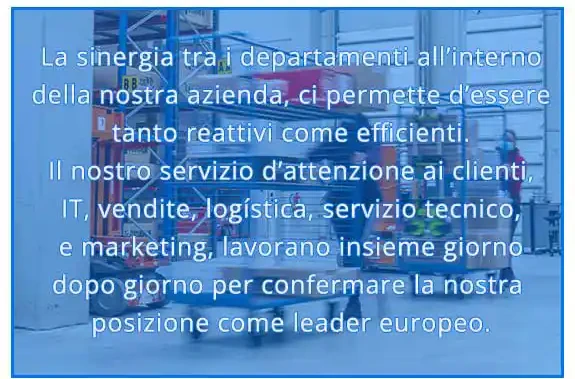 La sinergia tra i departamenti all’interno
della nostra azienda, ci permette d’essere
tanto reattivi come efficienti.
Il nostro servizio d’attenzione ai clienti,
IT, vendite, logística, servizio tecnico,
e marketing, lavorano insieme giorno
dopo giorno per confermare la nostra
posizione come leader europeo.